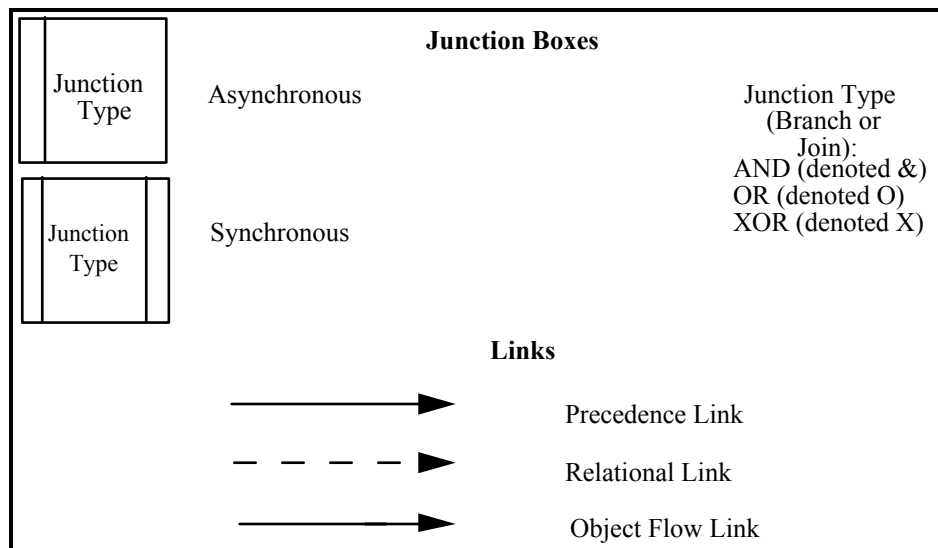 Junction Boxes
Junction
Type
Asynchronous
Junction Type
(Branch or
Join):
AND (denoted &)
OR (denoted O)
XOR (denoted X)
Junction
Type
Synchronous
Links
Precedence Link
Relational Link
Object Flow Link